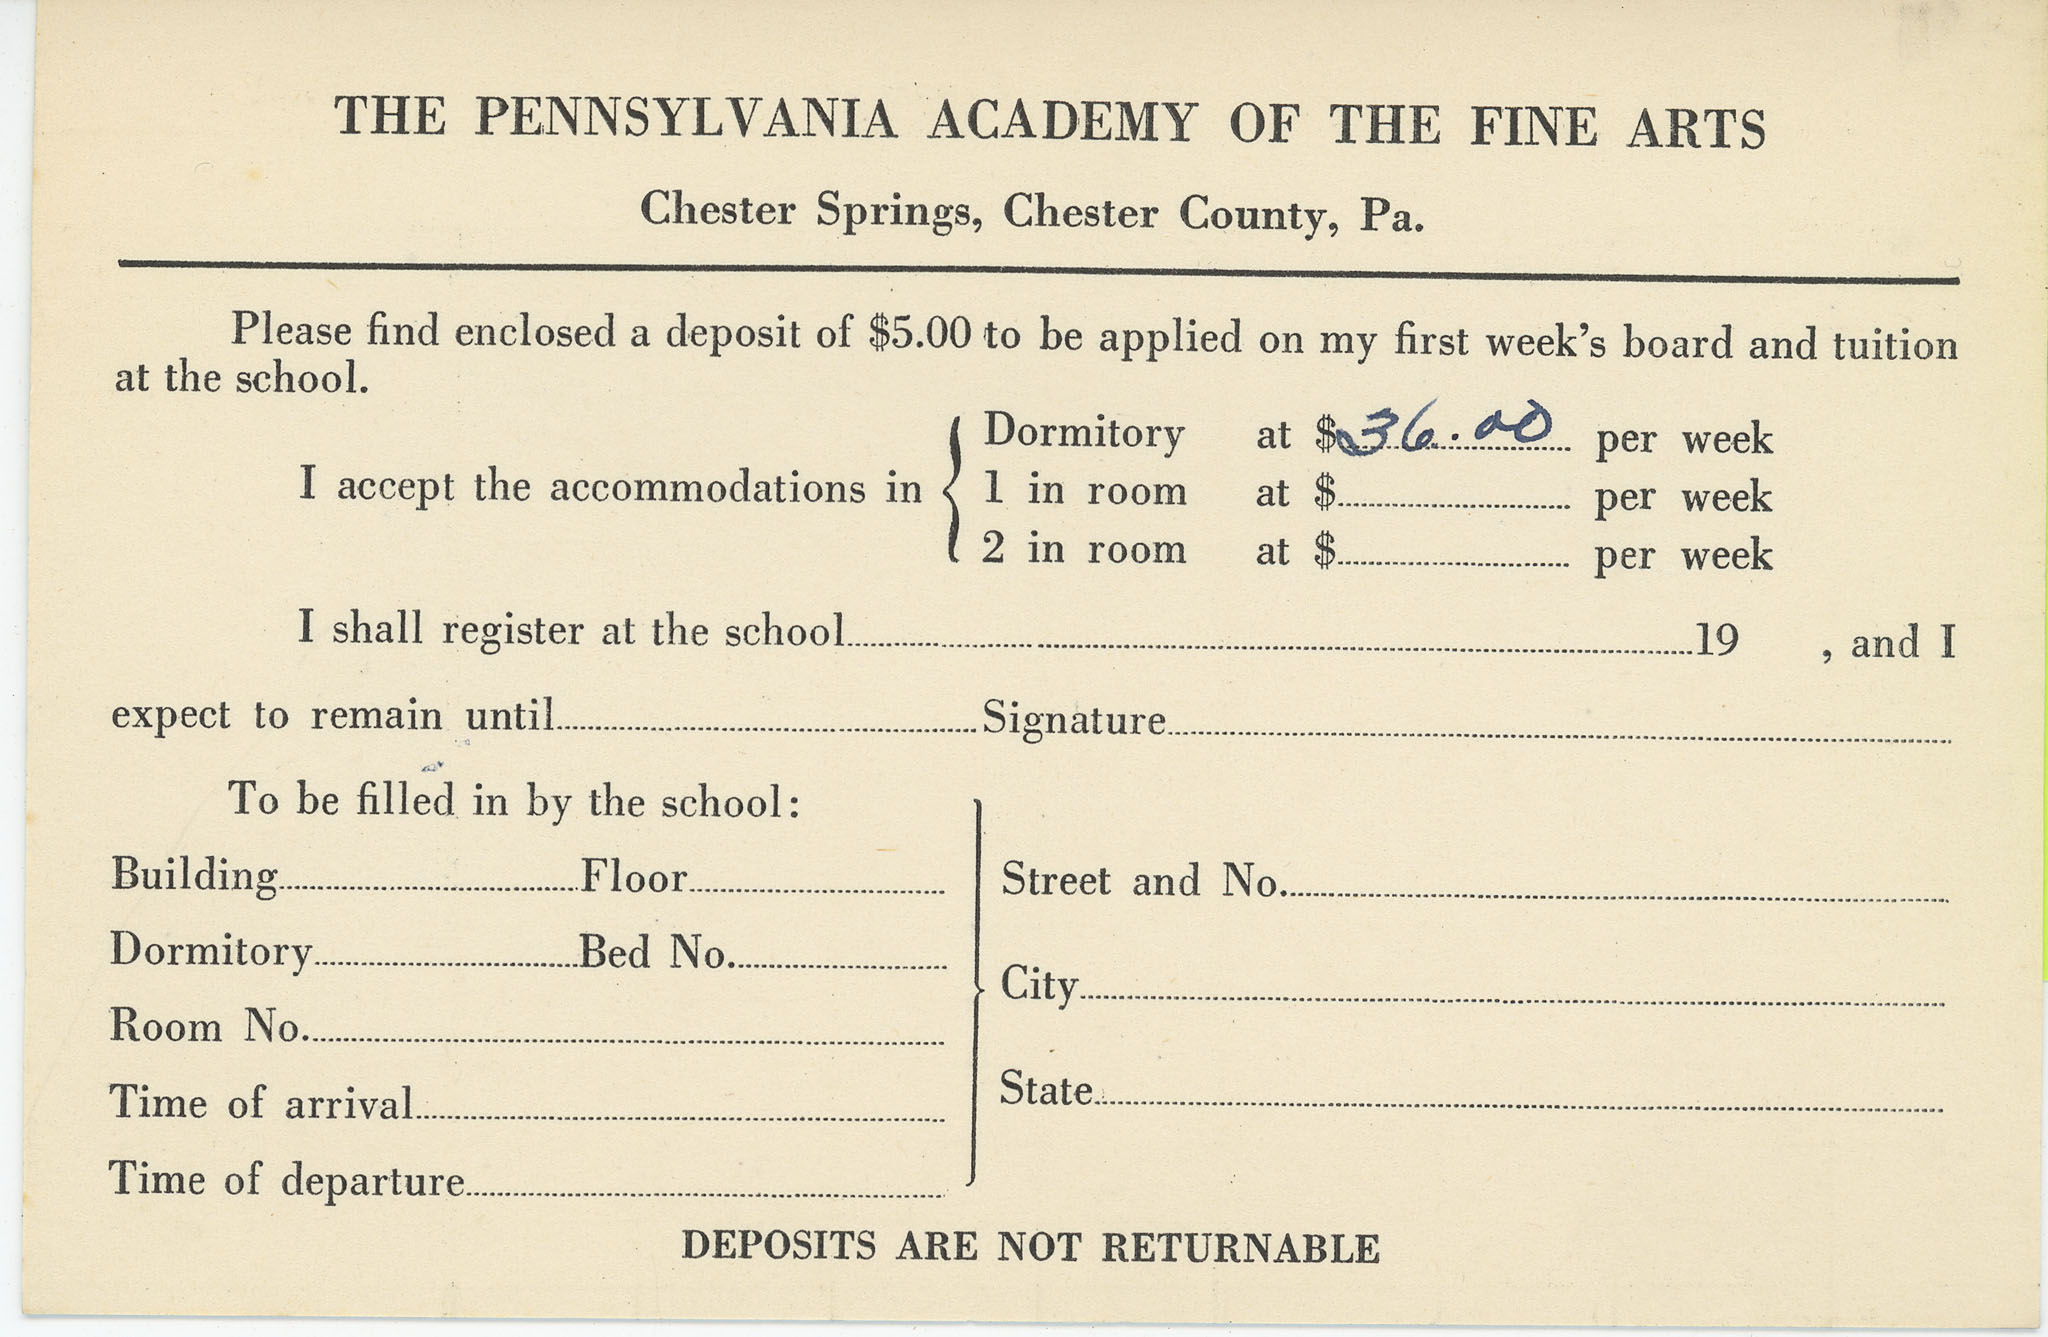 THE PENNSYLVANIA ACADEMY OF THE FINE ARTS
Chester Springs, Chester County, Pa.
Please find enclosed a deposit of $5.00 to be applied on my first week's board and tuition
at the school.
I accept the accommodations in
Dormitory at $36.00 per week
1 in room at $ per week
2 in room at $ per week
I shall register at the school 19 , and I
expect to remain until Signature
To be filled in by the school:
Building Floor
Dormitory Bed No.
Room No.
Time of arrival
Time of departure
Street and No.
City
State
DEPOSITS ARE NOT RETURNABLE